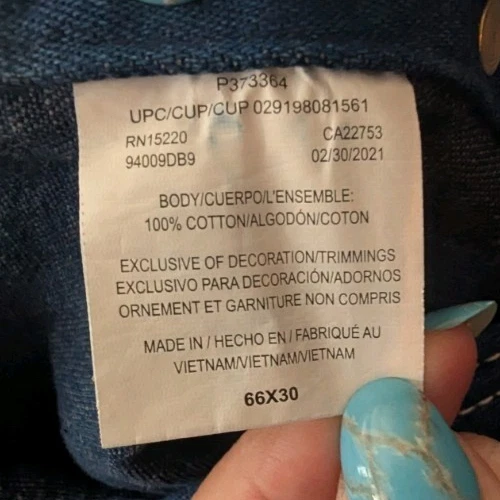 P373364
UPC/CUP/CUP 029198081561
RN15220 CA22753
94009DB9 02/30/2021
BODY/CUERPO/L'ENSEMBLE:
100% COTTON/ALGODÓN/COTON
EXCLUSIVE OF DECORATION/TRIMMINGS
EXCLUSIVO PARA DECORACIÓN/ADORNOS
ORNEMENT ET GARNITURE NON COMPRIS
MADE IN / HECHO EN / FABRIQUÉ AU
VIETNAM/VIETNAM/VIETNAM
66X30